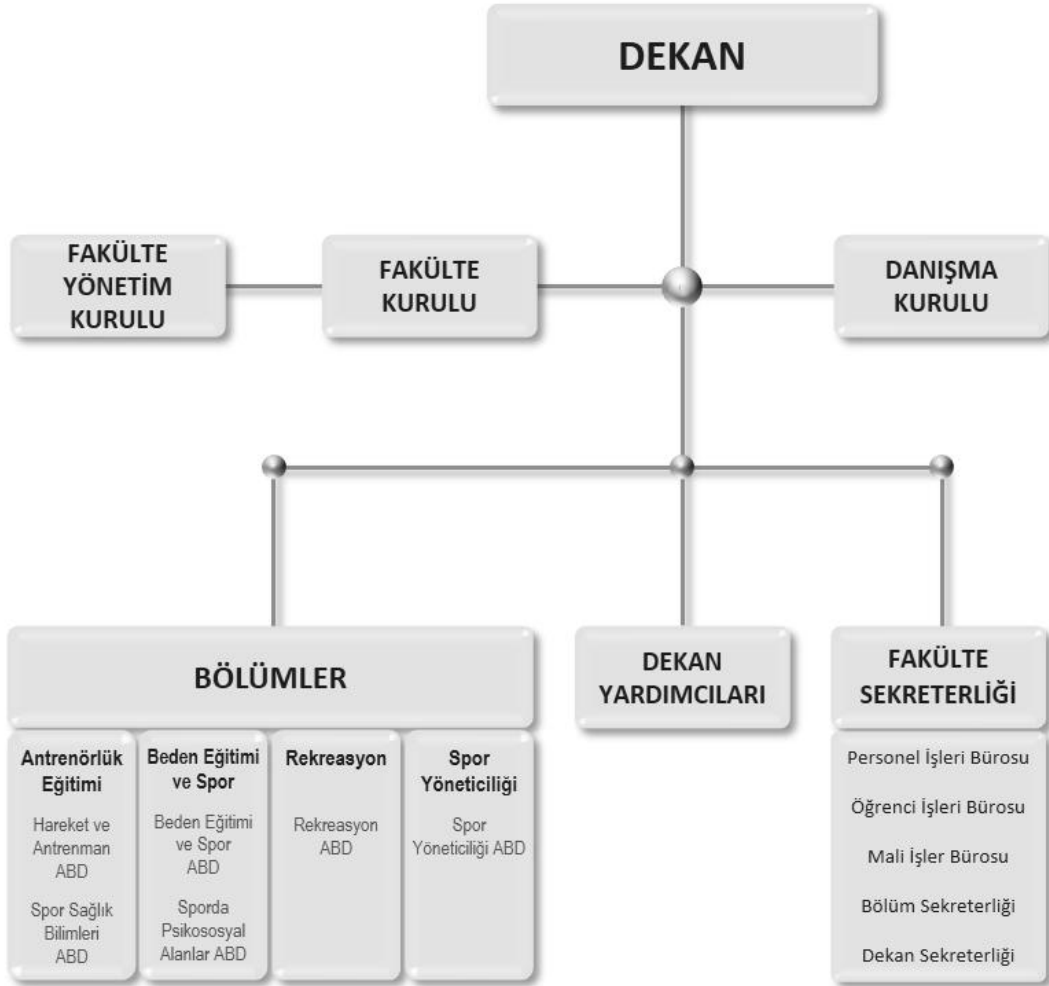 DEKAN
FAKÜLTE
YÖNETİM
KURULU
FAKÜLTE
KURULU
DANIŞMA
KURULU
BÖLÜMLER
Antrenörlük
Eğitimi
Hareket ve
Antrenman
ABD
Spor Sağlık
Bilimleri
ABD
Beden Eğitimi
ve Spor
Beden Eğitimi
ve Spor
ABD
Sporda
Psikososyal
Alanlar ABD
Rekreasyon
Rekreasyon
ABD
Spor
Yöneticiliği
Spor
Yöneticiliği ABD
DEKAN
YARDIMCILARI
FAKÜLTE
SEKRETERLİĞİ
Personel İşleri Bürosu
Öğrenci İşleri Bürosu
Mali İşler Bürosu
Bölüm Sekreterliği
Dekan Sekreterliği